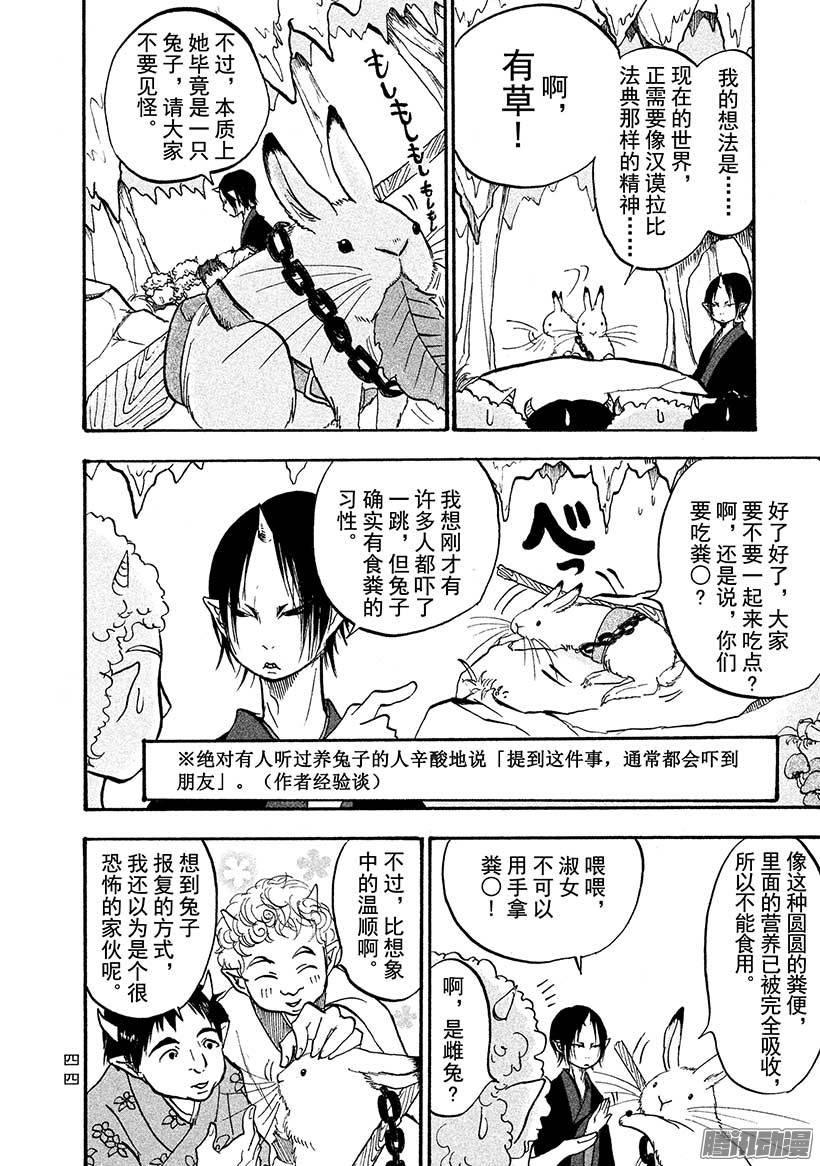 我的想法是……
现在的世界，
正需要像汉谟拉比
法典那样的精神……
啊，
有草！
もしもしもしもし
不过，本质上
她毕竟是一只
兔子，请大家
不要见怪。
好了好了，大家
要不要一起来吃点？
啊，还是说，你们
要吃粪〇？
べっ
我想刚才有
许多人都吓了
一跳，但兔子
确实有食粪的
习性。
※绝对有人听过养兔子的人辛酸地说「提到这件事，通常都会吓到
朋友」。（作者经验谈）
像这种圆圆的粪便，
里面的营养已被完全吸收，
所以不能食用。
喂喂，
淑女
不可以
用手拿
粪〇！
啊，是
雌兔？
不过，比想象
中的温顺啊。
想到兔子
报复的方式，
我还以为是个很
恐怖的家伙呢。
四四
腾讯动漫